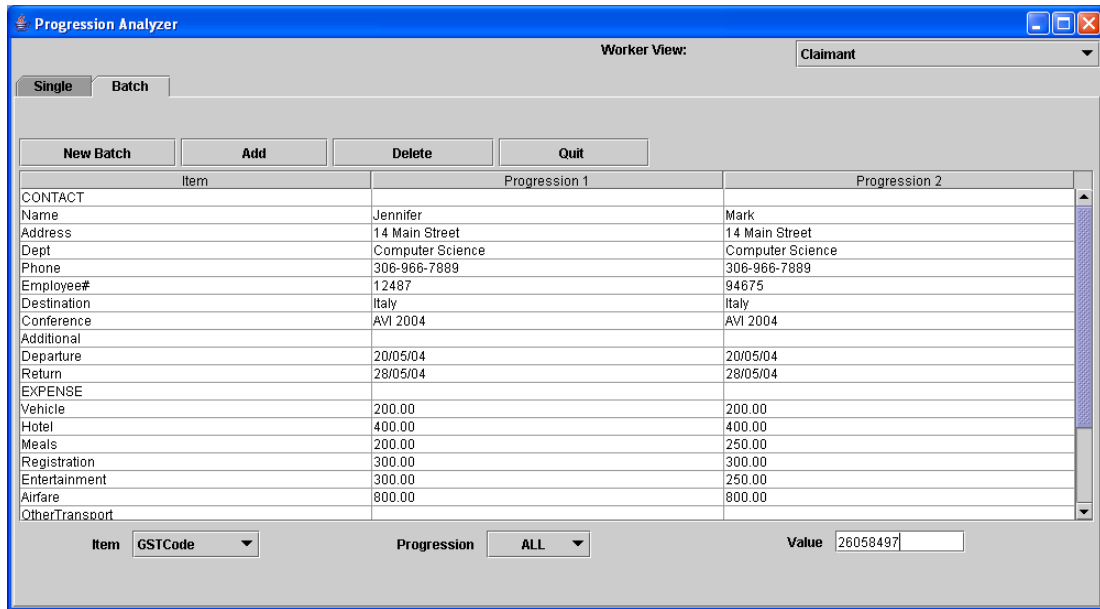 Progression Analyzer
Worker View: Claimant
Single Batch
New Batch Add Delete Quit
Item Progression 1 Progression 2
CONTACT
Name Jennifer Mark
Address 14 Main Street 14 Main Street
Dept Computer Science Computer Science
Phone 306-966-7889 306-966-7889
Employee# 12487 94675
Destination Italy Italy
Conference AVI 2004 AVI 2004
Additional
Departure 20/05/04 20/05/04
Return 28/05/04 28/05/04
EXPENSE
Vehicle 200.00 200.00
Hotel 400.00 400.00
Meals 200.00 250.00
Registration 300.00 300.00
Entertainment 300.00 250.00
Airfare 800.00 800.00
OtherTransport
Item GSTCode Progression ALL Value 26058497